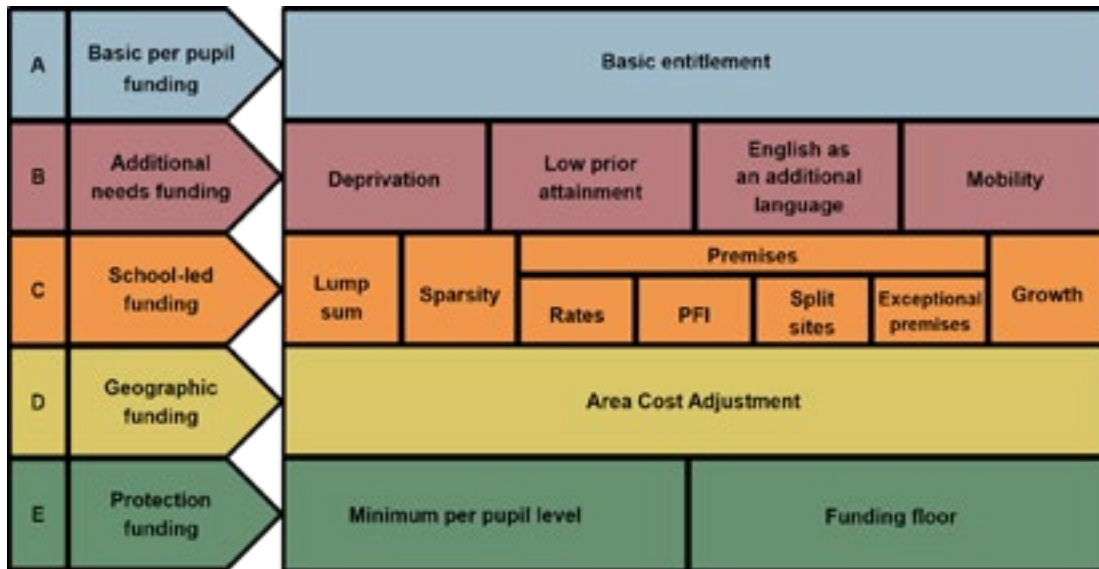 A
Basic per pupil
funding
Basic entitlement
B
Additional
needs funding
Deprivation
Low prior
attainment
English as
an additional
language
Mobility
C
School-led
funding
Lump
sum
Sparsity
Premises
Rates
PFI
Split
sites
Exceptional
premises
Growth
D
Geographic
funding
Area Cost Adjustment
E
Protection
funding
Minimum per pupil level
Funding floor